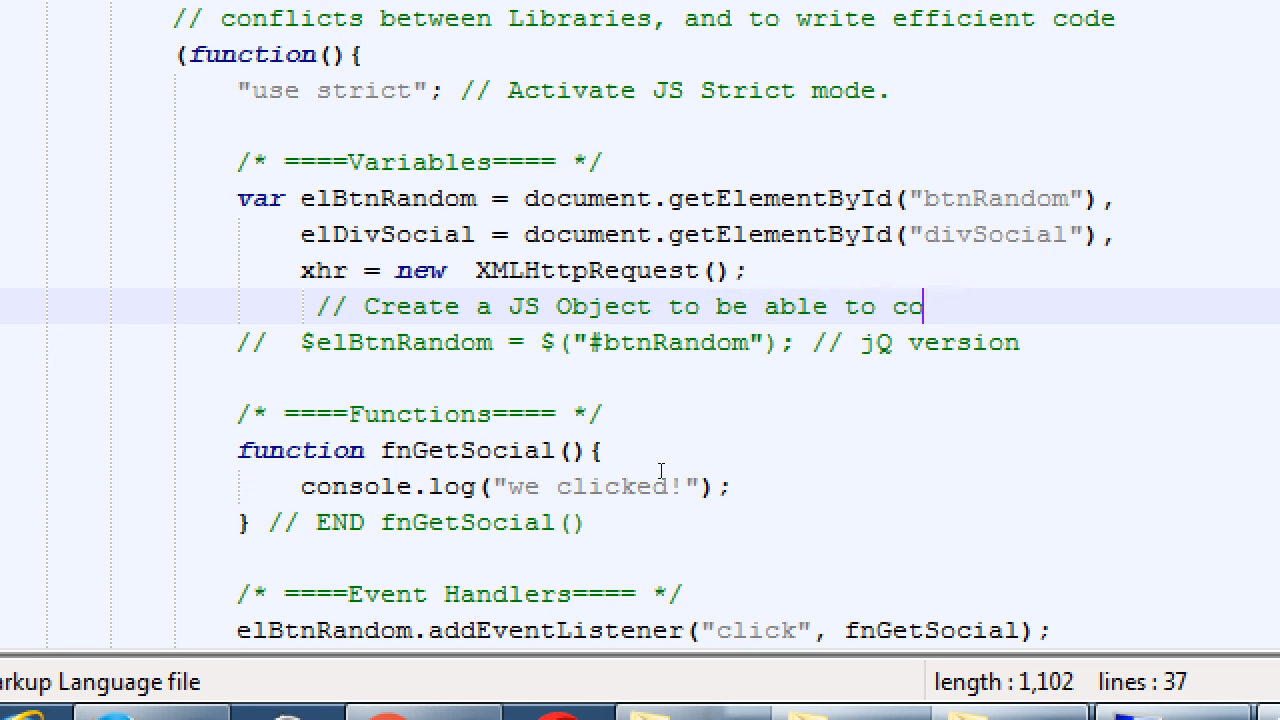 // conflicts between Libraries, and to write efficient code
(function(){
"use strict"; // Activate JS Strict mode.
/* ====Variables==== */
var elBtnRandom = document.getElementById("btnRandom"),
elDivSocial = document.getElementById("divSocial"),
xhr = new  XMLHttpRequest();
// Create a JS Object to be able to co
//  $elBtnRandom = $("#btnRandom"); // jQ version
/* ====Functions==== */
function fnGetSocial(){
console.log("we clicked!");
} // END fnGetSocial()
/* ====Event Handlers==== */
elBtnRandom.addEventListener("click", fnGetSocial);
arkup Language file length : 1,102 lines : 37